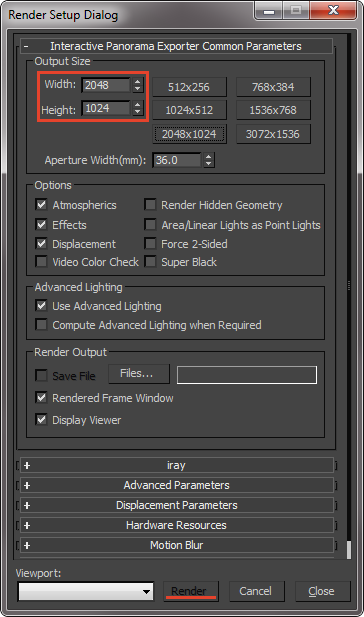 Render Setup Dialog
- Interactive Panorama Exporter Common Parameters
Output Size
Width: 2048 512x256 768x384
Height: 1024 1024x512 1536x768
2048x1024 3072x1536
Aperture Width(mm): 36.0
Options
Atmospherics Render Hidden Geometry
Effects Area/Linear Lights as Point Lights
Displacement Force 2-Sided
Video Color Check Super Black
Advanced Lighting
Use Advanced Lighting
Compute Advanced Lighting when Required
Render Output
Save File Files...
Rendered Frame Window
Display Viewer
+ iray
+ Advanced Parameters
+ Displacement Parameters
+ Hardware Resources
+ Motion Blur
Viewport:
Render Cancel Close